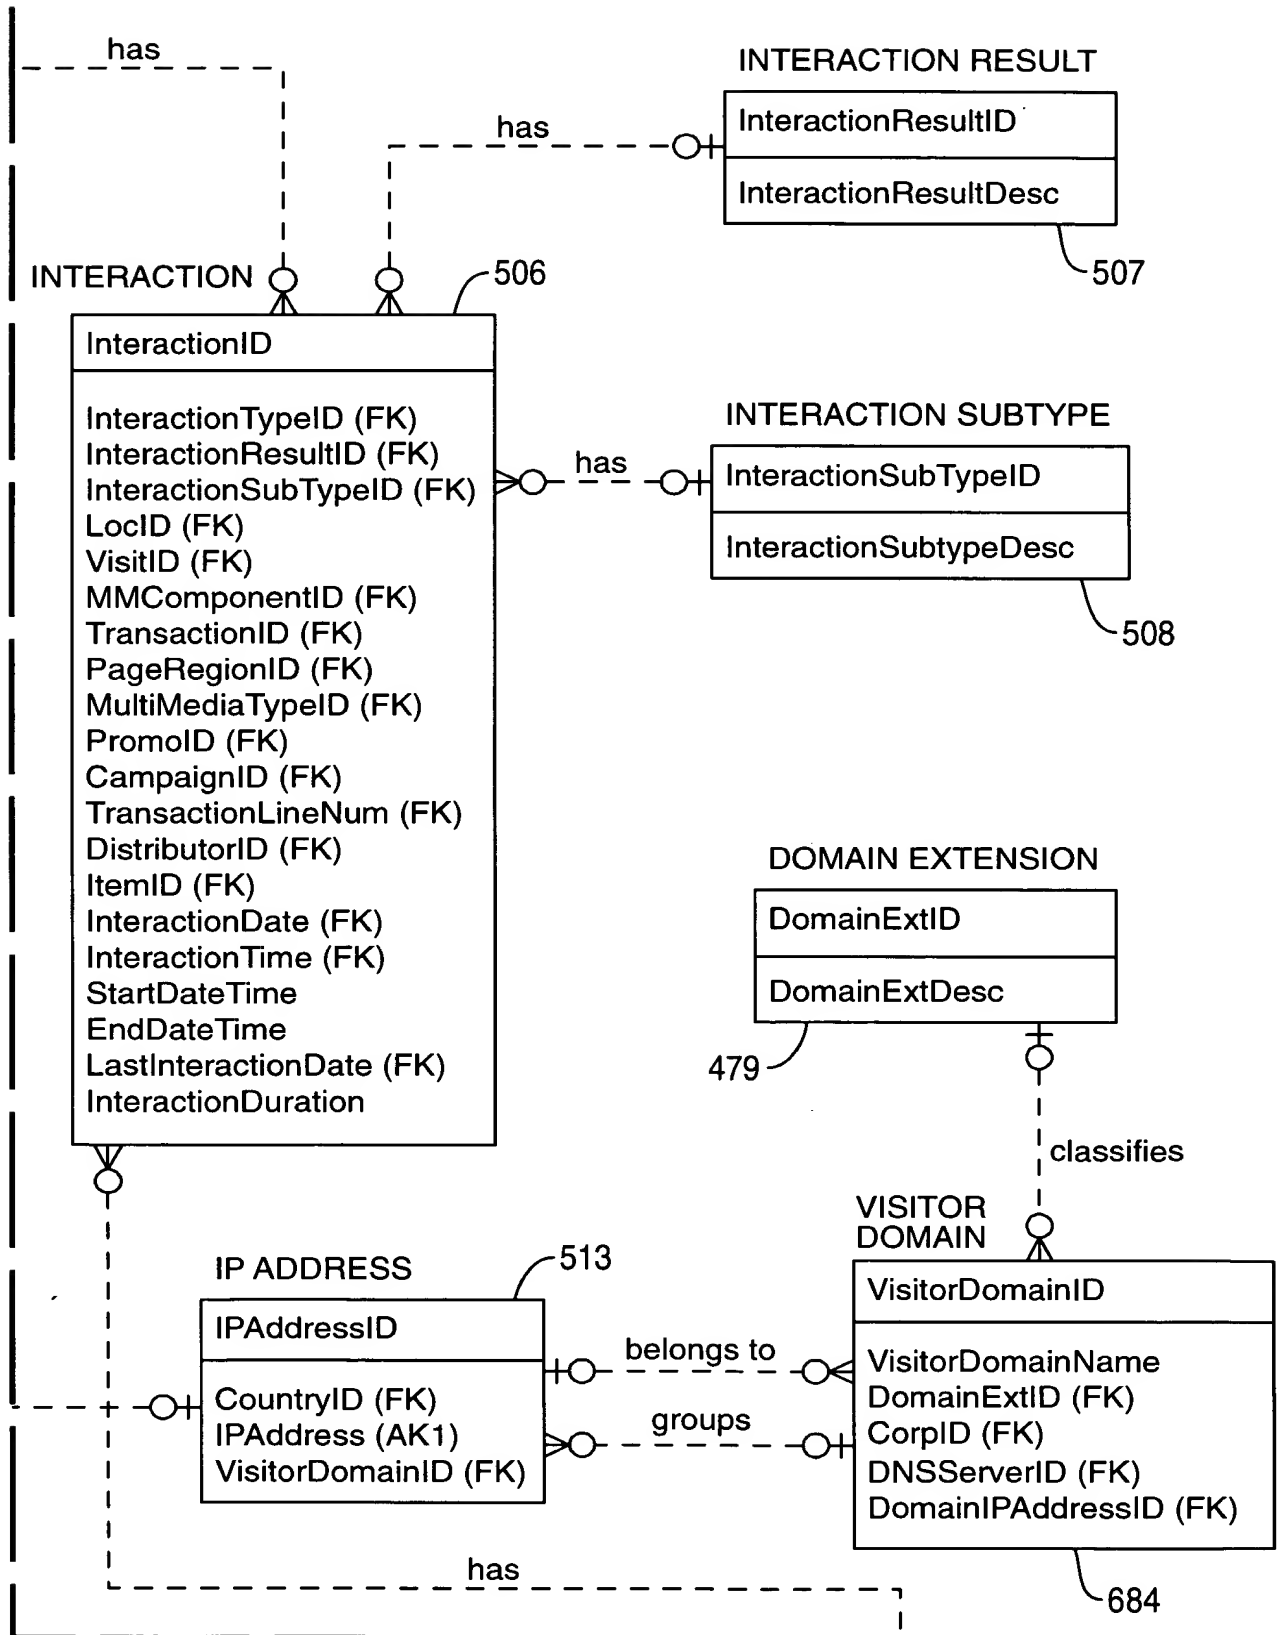 has
INTERACTION RESULT
InteractionResultID
InteractionResultDesc
507
has
INTERACTION
506
InteractionID
InteractionTypeID (FK)
InteractionResultID (FK)
InteractionSubTypeID (FK)
LocID (FK)
VisitID (FK)
MMComponentID (FK)
TransactionID (FK)
PageRegionID (FK)
MultiMediaTypeID (FK)
PromoID (FK)
CampaignID (FK)
TransactionLineNum (FK)
DistributorID (FK)
ItemID (FK)
InteractionDate (FK)
InteractionTime (FK)
StartDateTime
EndDateTime
LastInteractionDate (FK)
InteractionDuration
has
INTERACTION SUBTYPE
InteractionSubTypeID
InteractionSubtypeDesc
508
DOMAIN EXTENSION
DomainExtID
DomainExtDesc
479
classifies
VISITOR
DOMAIN
VisitorDomainID
VisitorDomainName
DomainExtID (FK)
CorpID (FK)
DNSServerID (FK)
DomainIPAddressID (FK)
684
IP ADDRESS
513
IPAddressID
CountryID (FK)
IPAddress (AK1)
VisitorDomainID (FK)
belongs to
groups
has